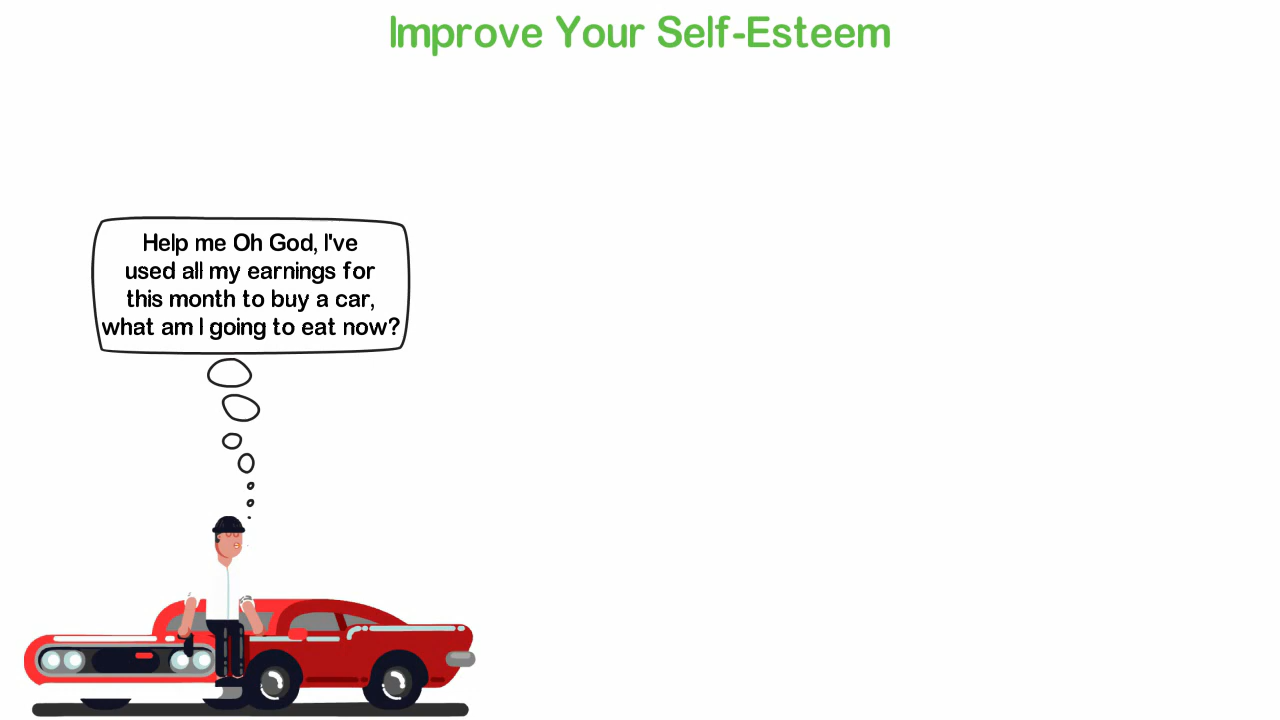 Improve Your Self-Esteem
Help me Oh God, I've
used all my earnings for
this month to buy a car,
what am I going to eat now?